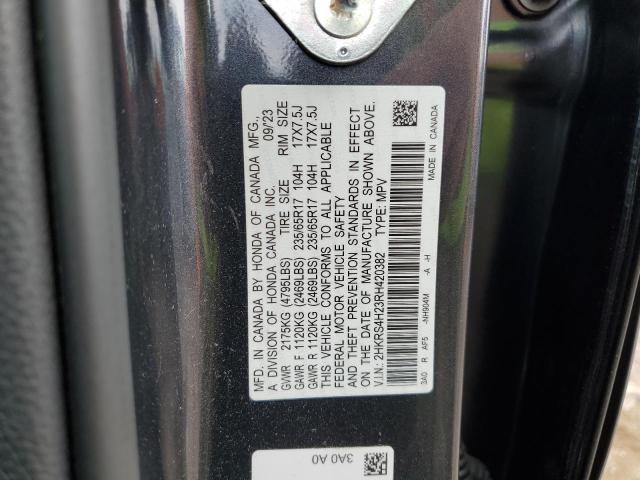 MFD. IN CANADA BY HONDA OF CANADA MFG.,
A DIVISION OF HONDA CANADA INC. 09/23
GVWR 2175KG (4795LBS) TIRE SIZE RIM SIZE
GAWR F 1120KG (2469LBS) 235/65R17 104H 17X7.5J
GAWR R 1120KG (2469LBS) 235/65R17 104H 17X7.5J
THIS VEHICLE CONFORMS TO ALL APPLICABLE
FEDERAL MOTOR VEHICLE SAFETY
AND THEFT PREVENTION STANDARDS IN EFFECT
ON THE DATE OF MANUFACTURE SHOWN ABOVE.
V.I.N.: 2HKRS4H23RH420382 TYPE: MPV
3A0 R AF5 -NH904M -A -H MADE IN CANADA
3A0 A0